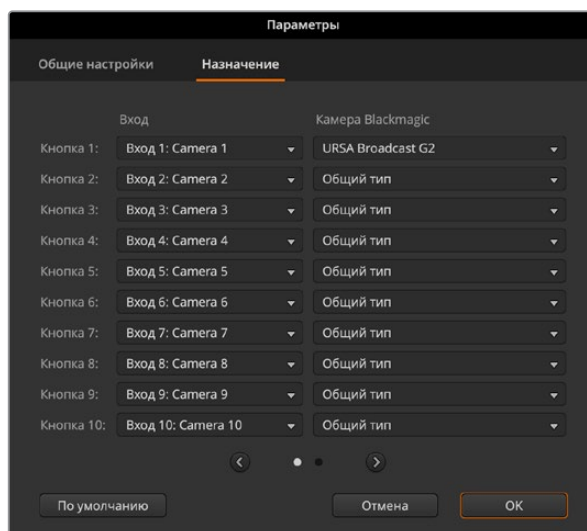 Параметры
Общие настройки Назначение
Вход Камера Blackmagic
Кнопка 1: Вход 1: Camera 1 URSA Broadcast G2
Кнопка 2: Вход 2: Camera 2 Общий тип
Кнопка 3: Вход 3: Camera 3 Общий тип
Кнопка 4: Вход 4: Camera 4 Общий тип
Кнопка 5: Вход 5: Camera 5 Общий тип
Кнопка 6: Вход 6: Camera 6 Общий тип
Кнопка 7: Вход 7: Camera 7 Общий тип
Кнопка 8: Вход 8: Camera 8 Общий тип
Кнопка 9: Вход 9: Camera 9 Общий тип
Кнопка 10: Вход 10: Camera 10 Общий тип
По умолчанию Отмена OK